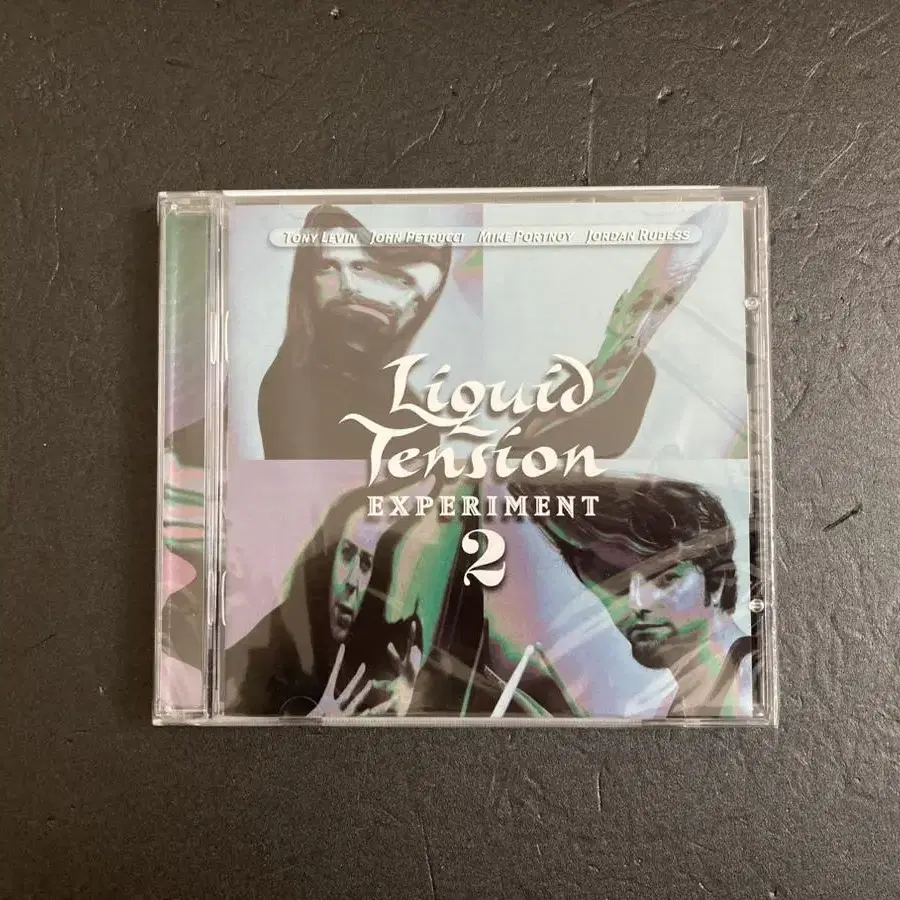 TONY LEVIN JOHN PETRUCCI MIKE PORTNOY JORDAN RUDESS
Liquid
Tension
EXPERIMENT
2